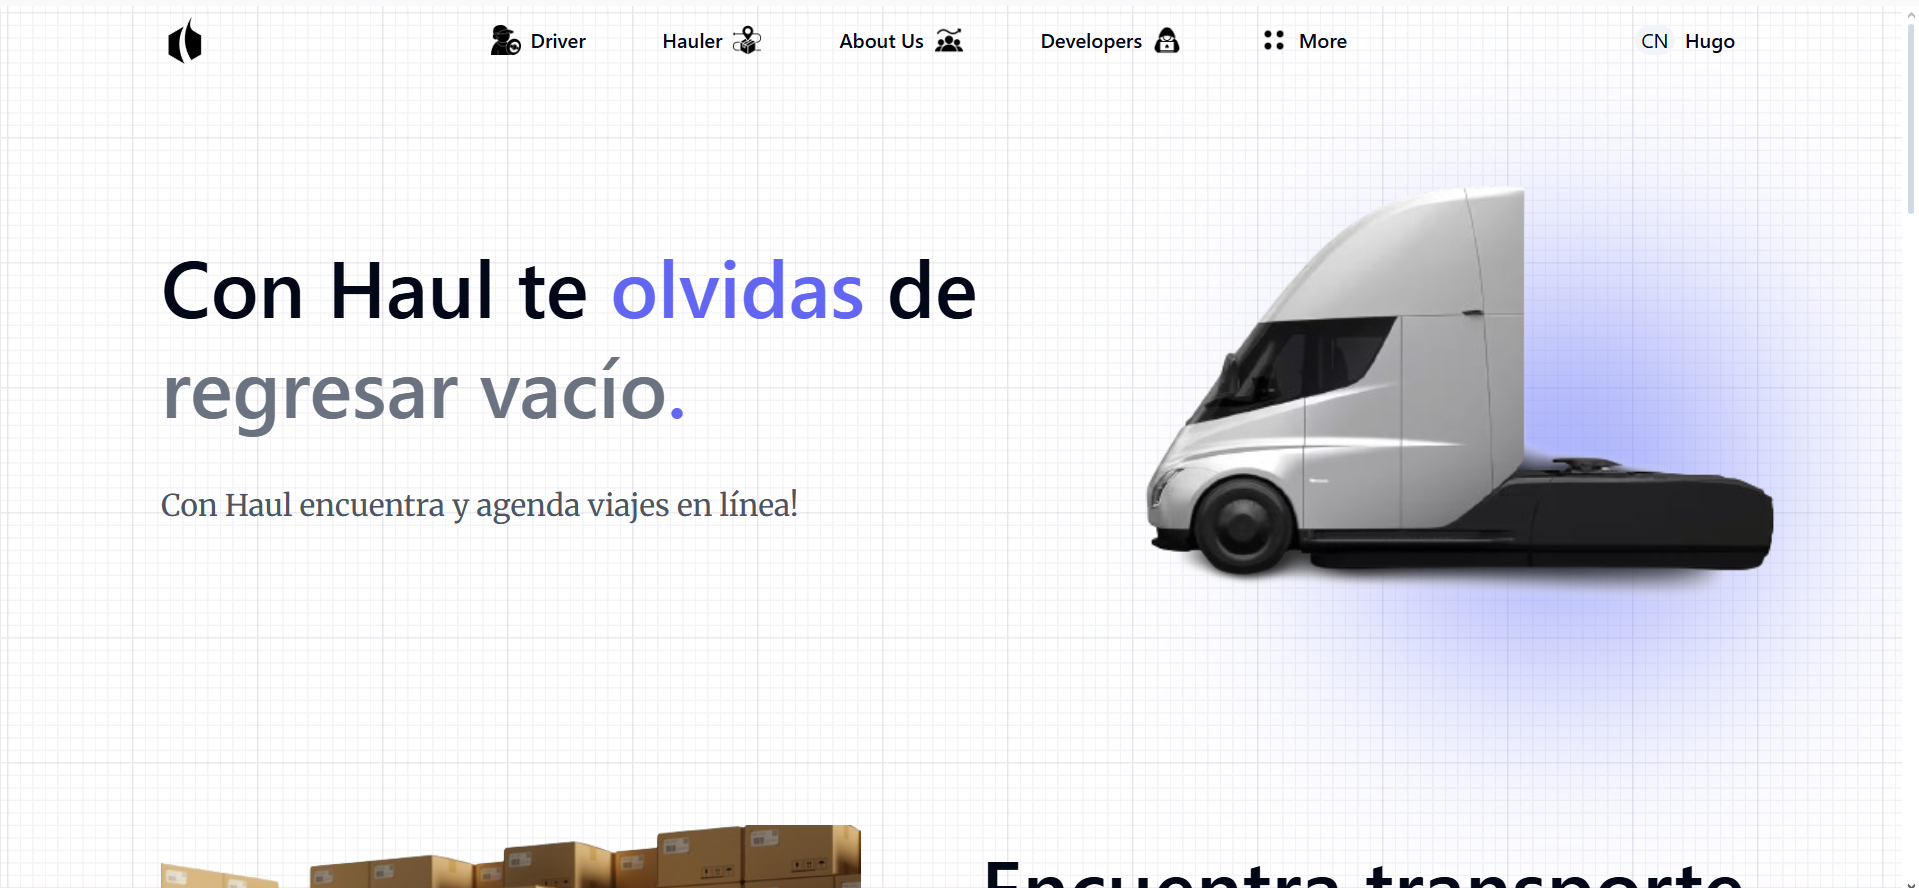 Driver
Hauler
About Us
Developers
More
CN Hugo
Con Haul te olvidas de
regresar vacío.
Con Haul encuentra y agenda viajes en línea!
Encuentra transporte